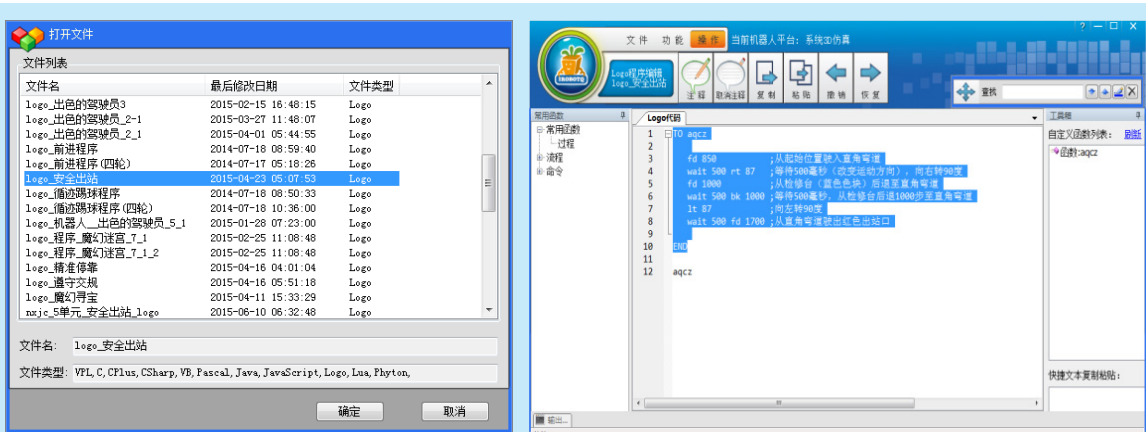 打开文件
文件列表
文件名 最后修改日期 文件类型
logo_出色的驾驶员3 2015-02-15 16:48:15 Logo
logo_出色的驾驶员_2-1 2015-03-27 11:48:07 Logo
logo_出色的驾驶员_2_1 2015-04-01 05:44:55 Logo
logo_前进程序 2014-07-18 08:59:40 Logo
logo_前进程序(四轮) 2014-07-17 05:18:26 Logo
logo_安全出站 2015-04-23 05:07:53 Logo
logo_循迹踢球程序 2014-07-18 08:50:33 Logo
logo_循迹踢球程序(四轮) 2014-07-18 10:36:00 Logo
logo_机器人__出色的驾驶员_5_1 2015-01-28 07:23:00 Logo
logo_程序_魔幻迷宫_7_1 2015-02-25 11:08:48 Logo
logo_程序_魔幻迷宫_7_1_2 2015-02-25 11:08:48 Logo
logo_精准停靠 2015-04-16 04:01:04 Logo
logo_遵守交规 2015-04-16 05:51:18 Logo
logo_魔幻寻宝 2015-04-11 15:33:29 Logo
nxjc_5单元_安全出站_logo 2015-06-10 06:32:48 Logo
文件名: logo_安全出站
文件类型: VPL, C, CPlus, CSharp, VB, Pascal, Java, JavaScript, Logo, Lua, Phyton,
确定 取消
文件 功能 操作 当前机器人平台: 系统3D仿真
IROBOTQ
Logo程序编辑
logo_安全出站
注释 取消注释 复制 粘贴 撤销 恢复
查找
常用函数
常用函数
过程
流程
命令
Logo代码
1 TO aqcz
2
3 fd 850 ;从起始位置驶入直角弯道
4 wait 500 rt 87 ;等待500毫秒(改变运动方向), 向右转90度
5 fd 1000 ;从检修台(蓝色色块)后退至直角弯道
6 wait 500 bk 1000 ;等待500毫秒, 从检修台后退1000步至直角弯道
7 lt 87 ;向左转90度
8 wait 500 fd 1700 ;从直角弯道驶出红色出站口
9
10 END
11
12 aqcz
工具箱
自定义函数列表: 刷新
函数:aqcz
快捷文本复制粘贴:
输出...